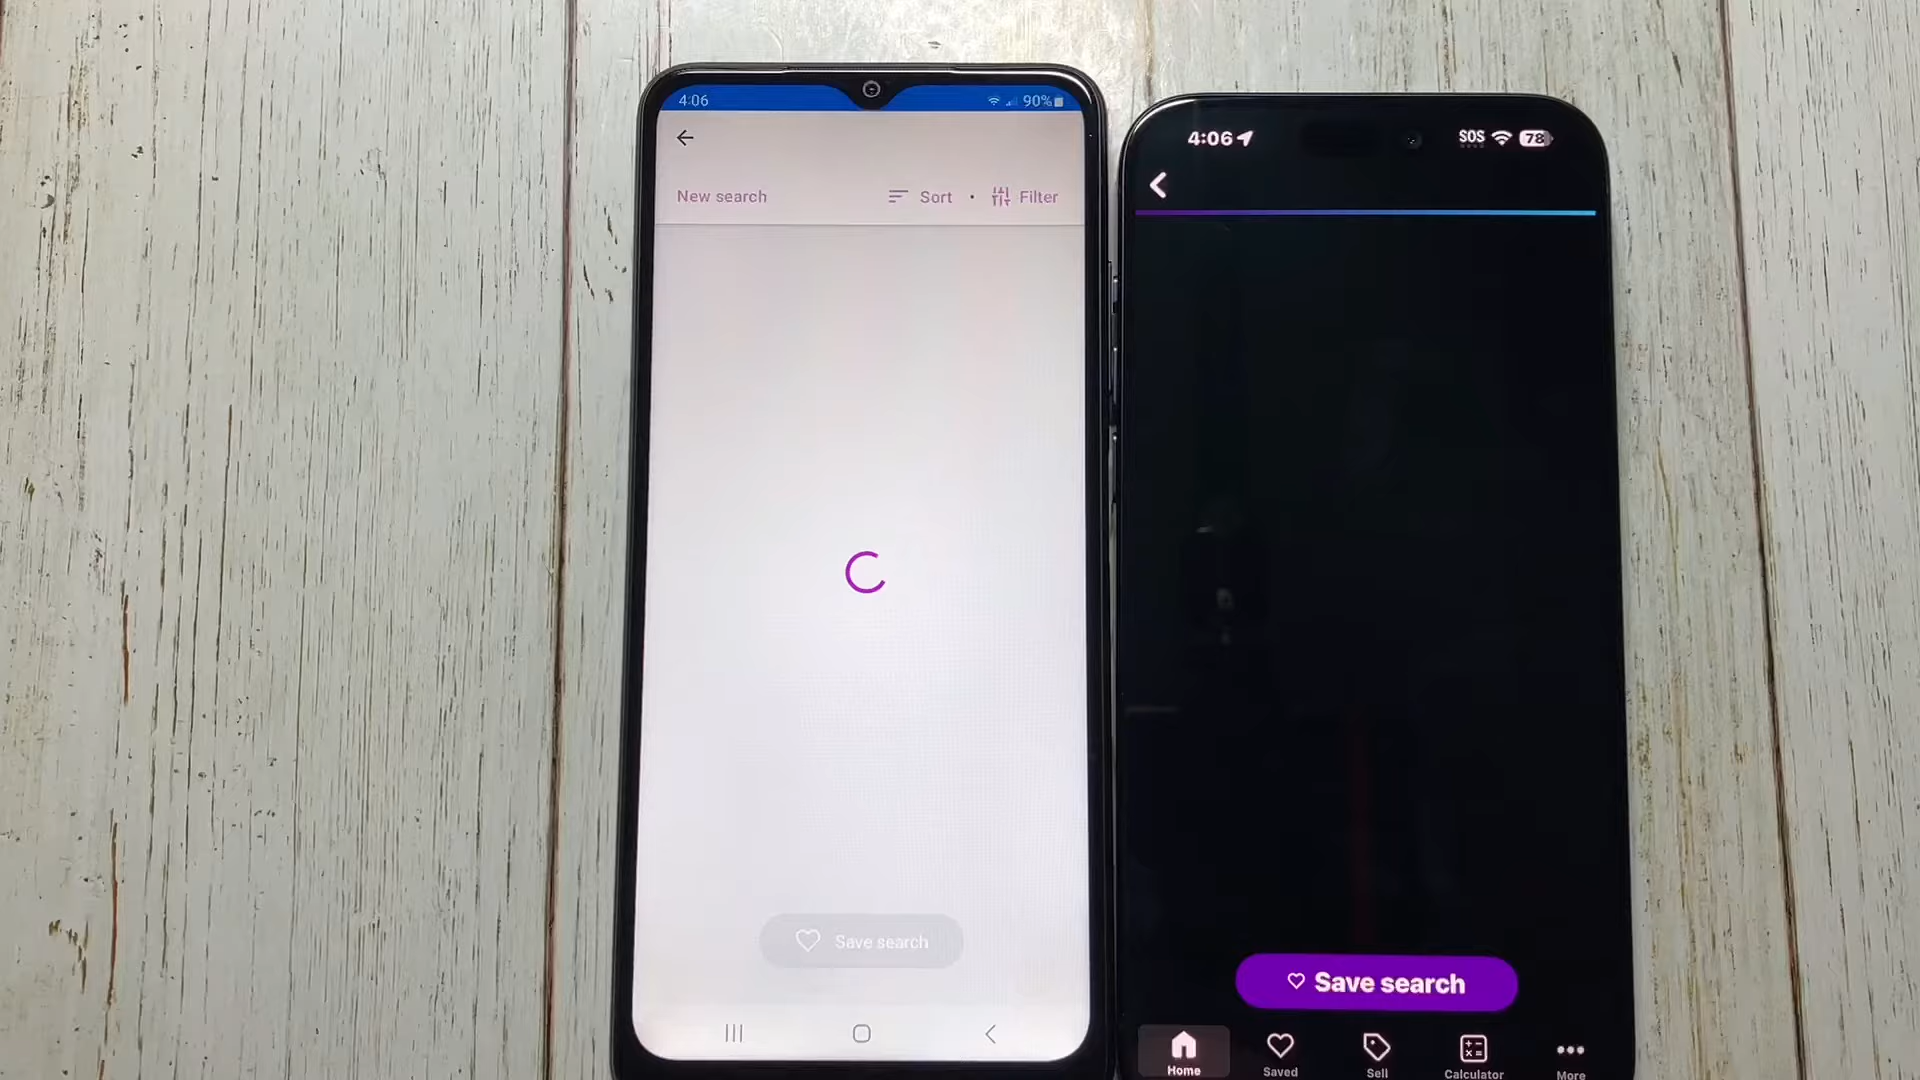 4:06
90%
New search
Sort
Filter
Save search
4:06
SOS
78
Save search
Home
Saved
Sell
Calculator
More